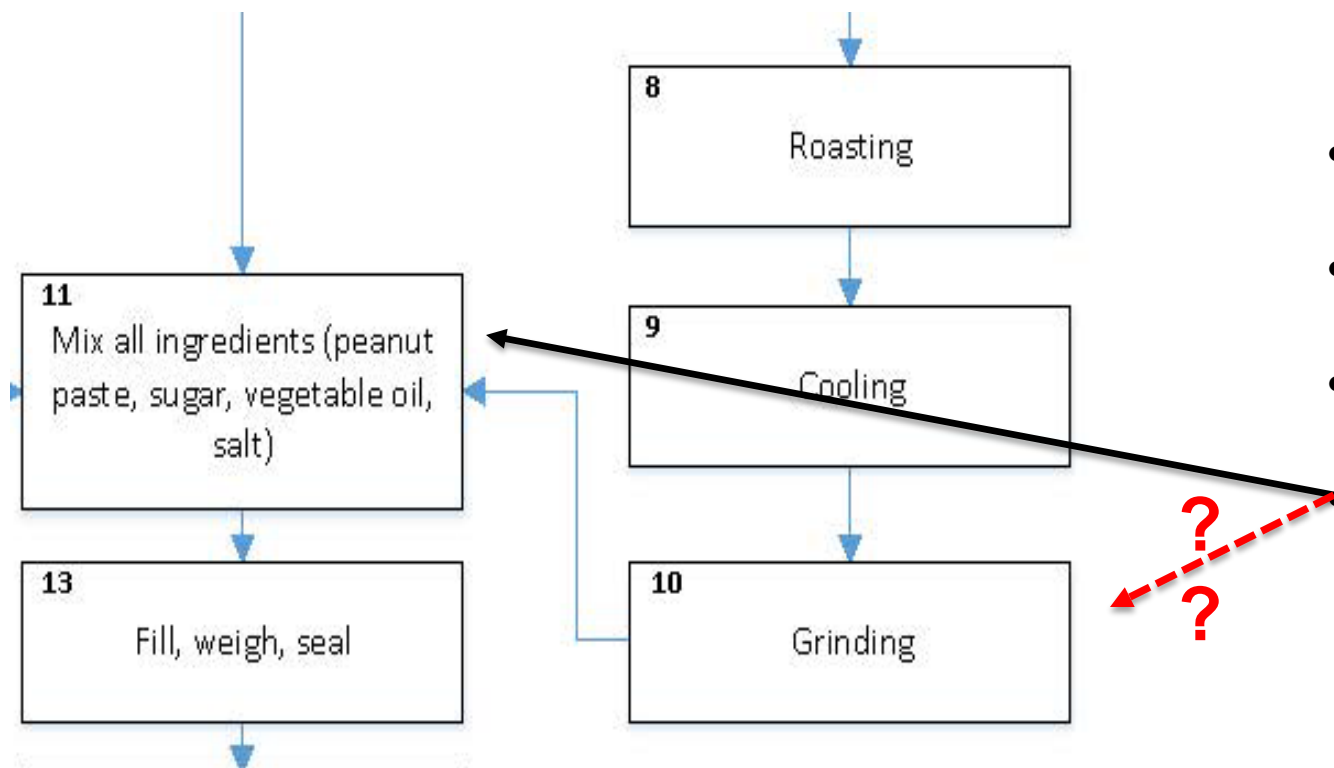 8
Roasting
11
Mix all ingredients (peanut
paste, sugar, vegetable oil,
salt)
9
Cooling
13
Fill, weigh, seal
10
Grinding
?
?